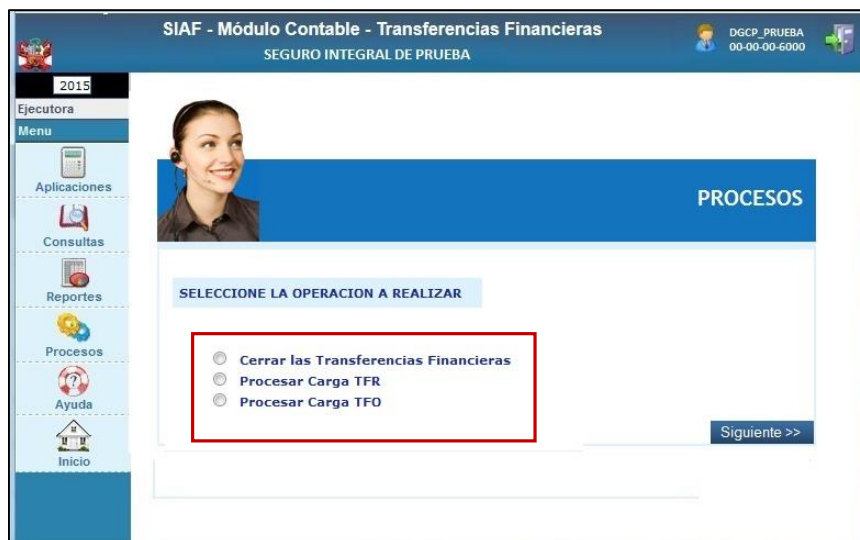 SIAF - Módulo Contable - Transferencias Financieras
SEGURO INTEGRAL DE PRUEBA
DGCP_PRUEBA
00-00-00-6000
2015
Ejecutora
Menu
Aplicaciones
Consultas
Reportes
Procesos
Ayuda
Inicio
PROCESOS
SELECCIONE LA OPERACION A REALIZAR
Cerrar las Transferencias Financieras
Procesar Carga TFR
Procesar Carga TFO
Siguiente >>